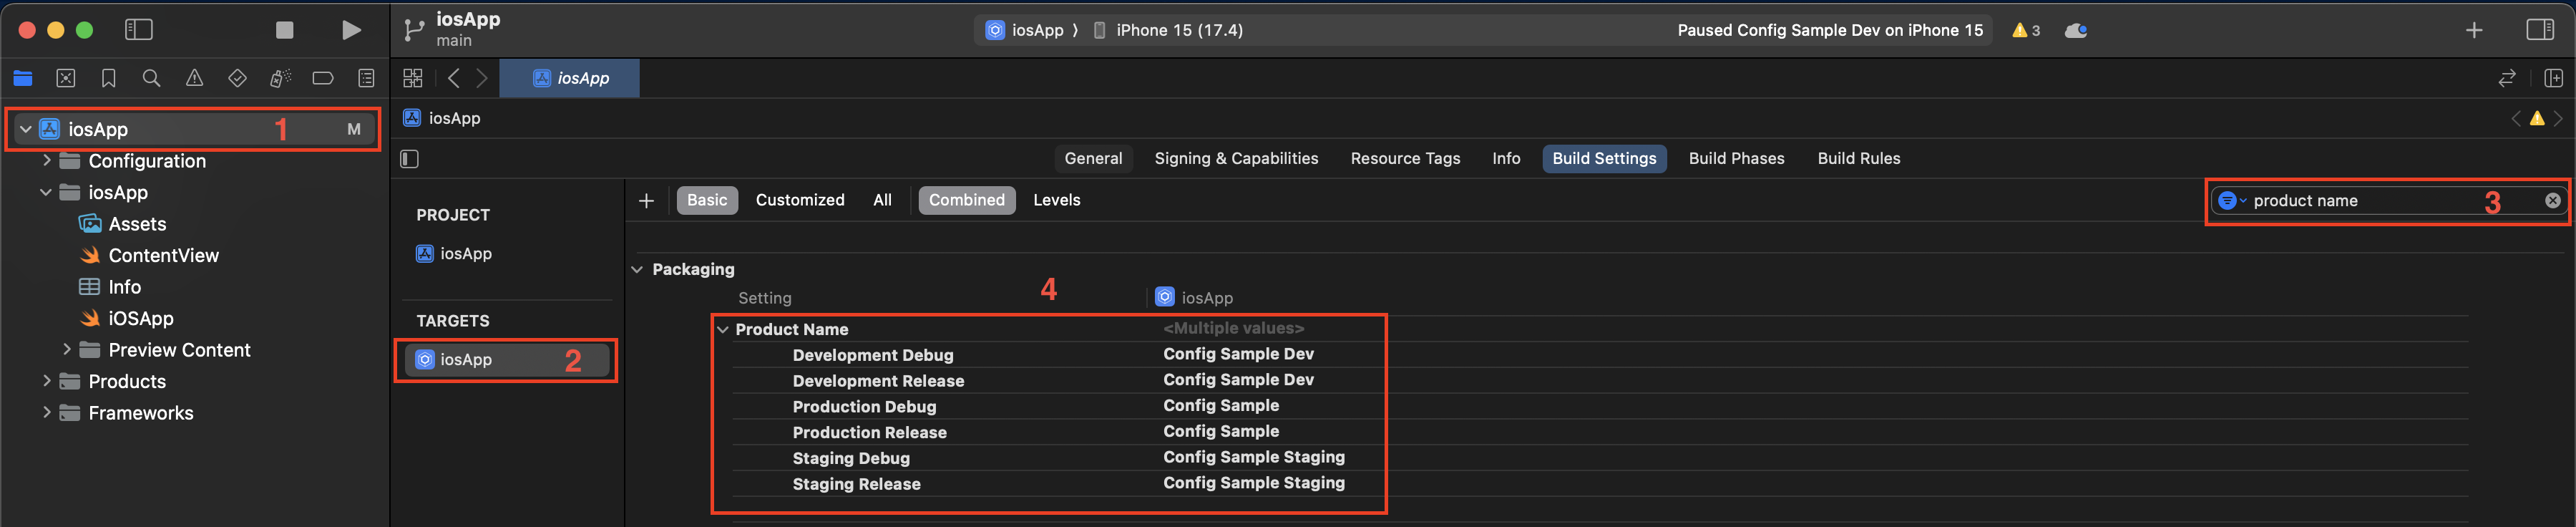 iosApp
main
iosApp 〉 iPhone 15 (17.4)
Paused Config Sample Dev on iPhone 15
3
iosApp
iosApp 1 M
Configuration
iosApp
Assets
ContentView
Info
iOSApp
Preview Content
Products
Frameworks
iosApp
General Signing & Capabilities Resource Tags Info Build Settings Build Phases Build Rules
PROJECT
iosApp
TARGETS
iosApp 2
+ Basic Customized All Combined Levels
product name 3
Packaging
4
Setting iosApp
Product Name <Multiple values>
Development Debug Config Sample Dev
Development Release Config Sample Dev
Production Debug Config Sample
Production Release Config Sample
Staging Debug Config Sample Staging
Staging Release Config Sample Staging